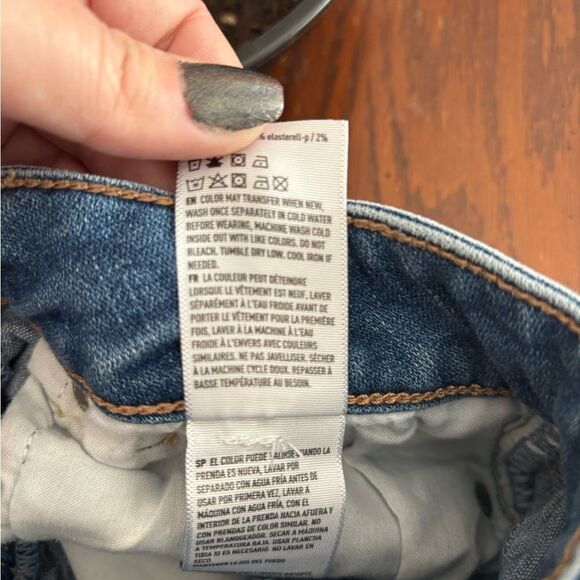 % elasterell-p / 2%
EN COLOR MAY TRANSFER WHEN NEW,
WASH ONCE SEPARATELY IN COLD WATER
BEFORE WEARING, MACHINE WASH COLD
INSIDE OUT WITH LIKE COLORS. DO NOT
BLEACH. TUMBLE DRY LOW. COOL IRON IF
NEEDED.
FR LA COULEUR PEUT DÉTEINDRE
LORSQUE LE VÊTEMENT EST NEUF, LAVER
SÉPARÉMENT À L'EAU FROIDE AVANT DE
PORTER LE VÊTEMENT POUR LA PREMIÈRE
FOIS, LAVER À LA MACHINE À L'EAU
FROIDE À L'ENVERS AVEC COULEURS
SIMILAIRES. NE PAS JAVELLISER. SÉCHER
À LA MACHINE CYCLE DOUX. REPASSER À
BASSE TEMPÉRATURE AU BESOIN.
SP EL COLOR PUEDE CUANDO LA
PRENDA ES NUEVA, LAVAR POR
SEPARADO CON AGUA FRÍA ANTES DE
USAR POR PRIMERA VEZ, LAVAR A
MÁQUINA CON AGUA FRÍA CON EL
INTERIOR DE LA PRENDA HACIA AFUERA Y
CON PRENDAS DE COLOR SIMILAR. NO
USAR BLANQUEADOR. SECAR A MÁQUINA
A TEMPERATURA BAJA. USAR PLANCHA
TIBIA SI ES NECESARIO. NO LAVAR EN
SECO
MANTENER LEJOS DEL FUEGO.